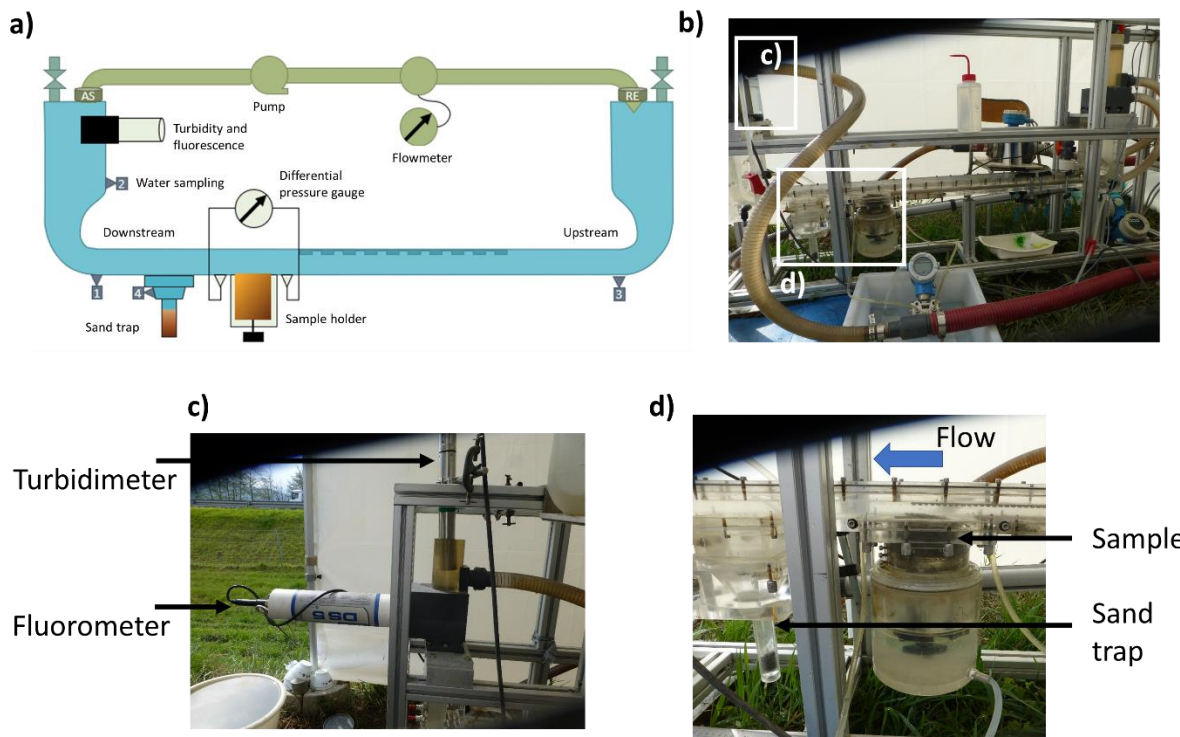 a)
AS
RE
Pump
Turbidity and
fluorescence
Flowmeter
2
Water sampling
Differential
pressure gauge
Downstream
Upstream
1
4
3
Sand trap
Sample holder
b)
c)
d)
c)
Turbidimeter
Fluorometer
DS5
d)
Flow
Sample
Sand
trap